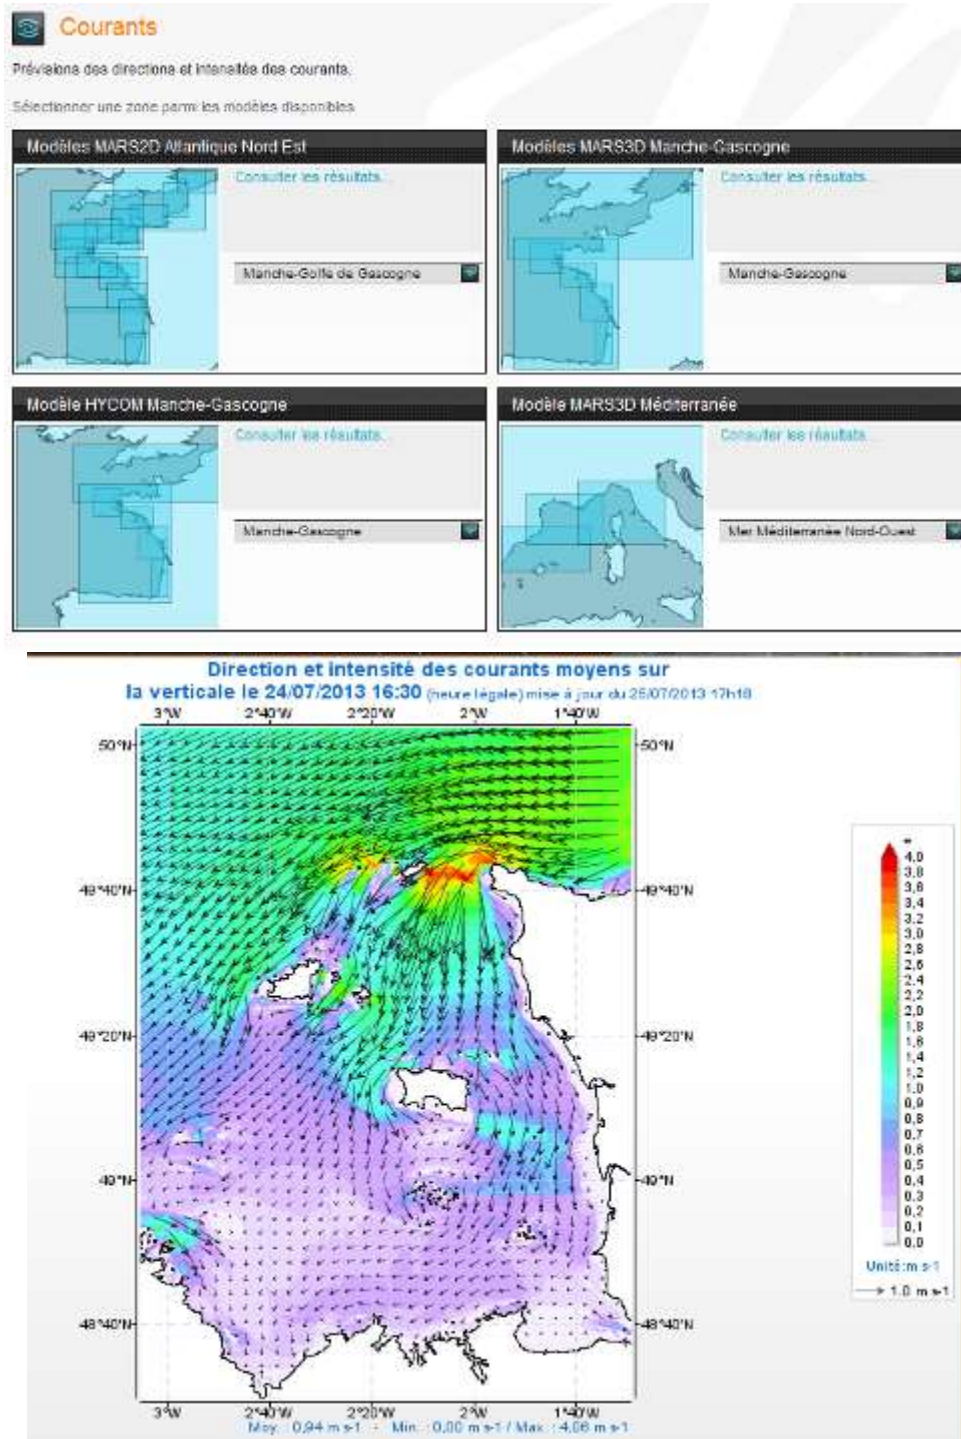 Courants
Prévisions des directions et intensités des courants.
Sélectionner une zone parmi les modèles disponibles
Modèles MARS2D Atlantique Nord Est
Consulter les résultats...
Manche-Golfe de Gascogne
Modèles MARS3D Manche-Gascogne
Consulter les résultats...
Manche-Gascogne
Modèle HYCOM Manche-Gascogne
Consulter les résultats...
Manche-Gascogne
Modèle MARS3D Méditerranée
Consulter les résultats...
Mer Méditerranée Nord-Ouest
Direction et intensité des courants moyens sur
la verticale le 24/07/2013 16:30 (heure légale) mise à jour du 25/07/2013 17h18
3°W 2°40'W 2°20'W 2°W 1°40'W
50°N 50°N
49°40'N 49°40'N
49°20'N 49°20'N
49°N 49°N
48°40'N 48°40'N
3°W 2°40'W 2°20'W 2°W 1°40'W
Moy. : 0,94 m s-1 - Min. : 0,00 m s-1 / Max. : 4,06 m s-1
4,0
3,8
3,6
3,4
3,2
3,0
2,8
2,6
2,4
2,2
2,0
1,8
1,6
1,4
1,2
1,0
0,9
0,8
0,7
0,6
0,5
0,4
0,3
0,2
0,1
0,0
Unité:m s-1
1.0 m s-1